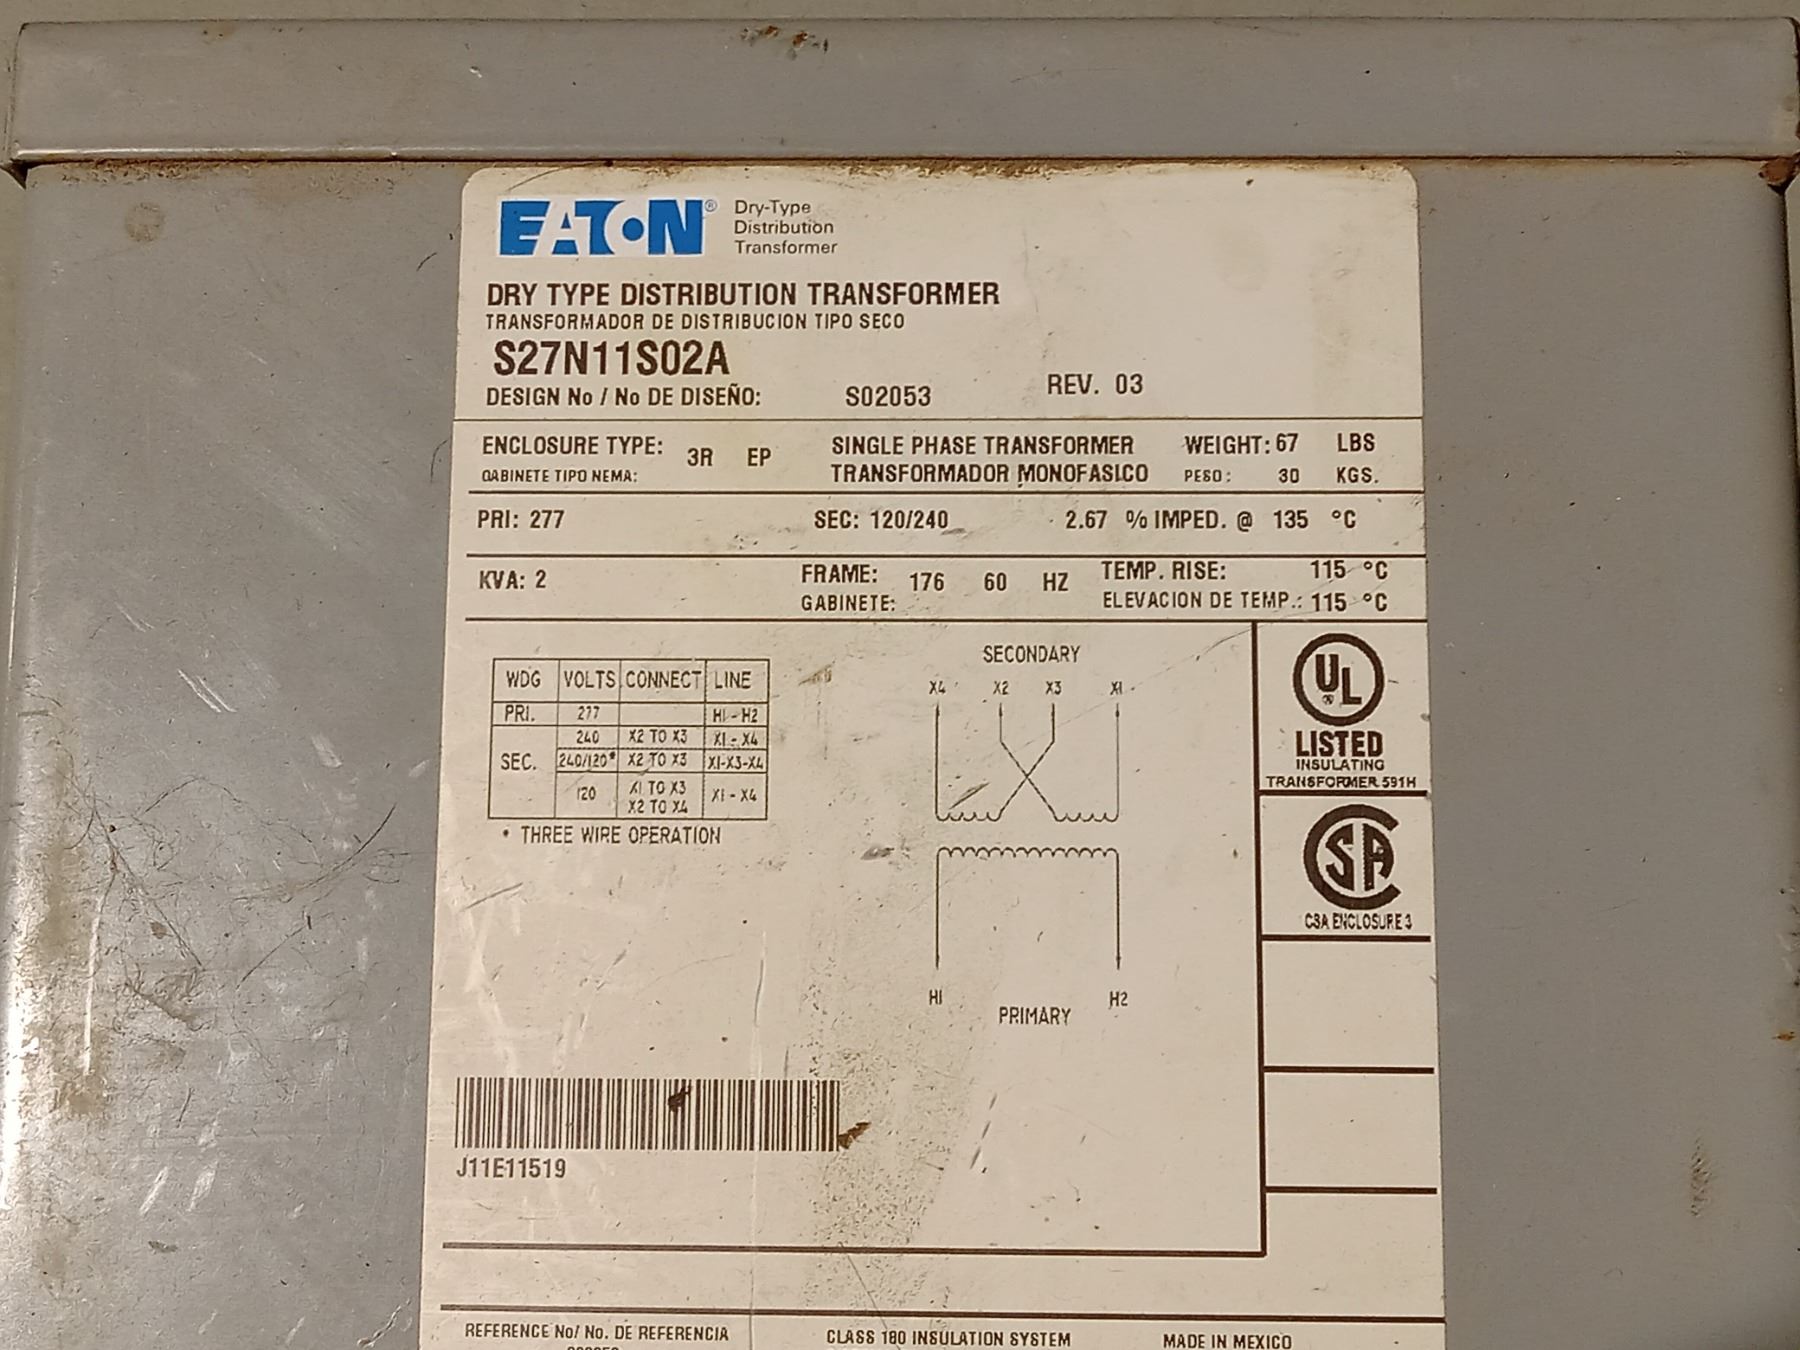 EATON® Dry-Type
Distribution
Transformer
DRY TYPE DISTRIBUTION TRANSFORMER
TRANSFORMADOR DE DISTRIBUCION TIPO SECO
S27N11S02A
DESIGN No / No DE DISEÑO: S02053 REV. 03
ENCLOSURE TYPE: 3R EP SINGLE PHASE TRANSFORMER WEIGHT: 67 LBS
GABINETE TIPO NEMA: TRANSFORMADOR MONOFASICO PESO: 30 KGS.
PRI: 277 SEC: 120/240 2.67 % IMPED. @ 135 °C
KVA: 2 FRAME: 176 60 HZ TEMP. RISE: 115 °C
GABINETE: ELEVACION DE TEMP.: 115 °C
WDG VOLTS CONNECT LINE
PRI. 277 H1 - H2
SEC. 240 X2 TO X3 X1 - X4
240/120* X2 TO X3 X1-X3-X4
120 X1 TO X3 X2 TO X4 X1 - X4
* THREE WIRE OPERATION
SECONDARY
X4 X2 X3 X1
H1 H2
PRIMARY
UL
LISTED
INSULATING
TRANSFORMER 591H
CSA
CSA ENCLOSURE 3
J11E11519
REFERENCE No/ No. DE REFERENCIA CLASS 180 INSULATION SYSTEM MADE IN MEXICO